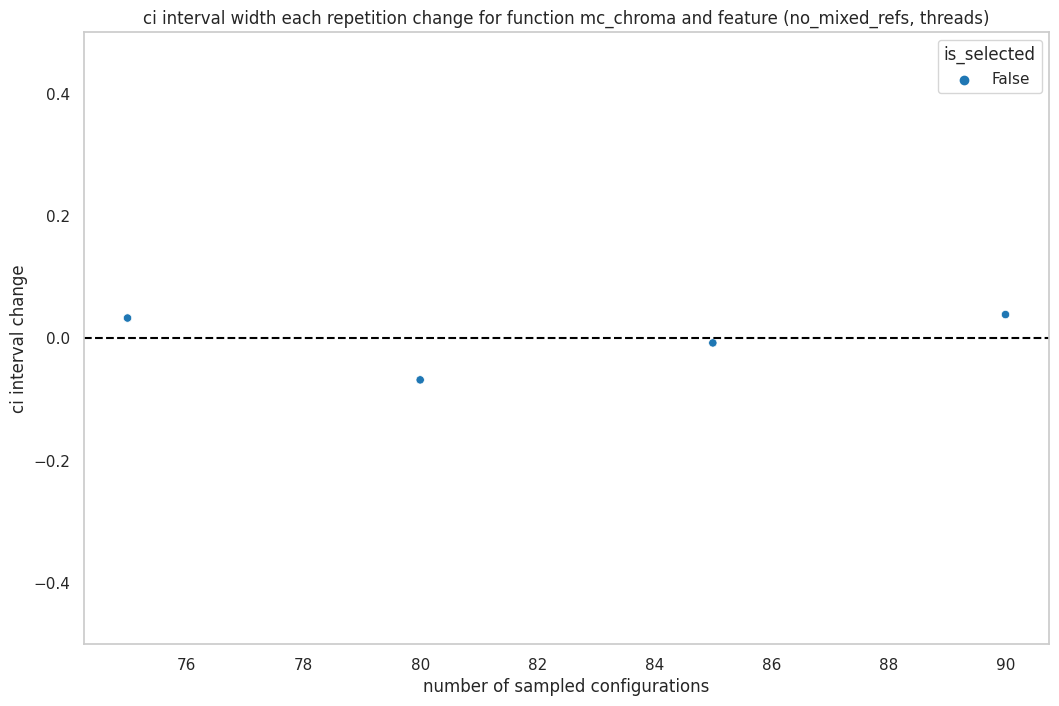 ci interval width each repetition change for function mc_chroma and feature (no_mixed_refs, threads)
is_selected
False
ci interval change
0.4
0.2
0.0
−0.2
−0.4
76
78
80
82
84
86
88
90
number of sampled configurations